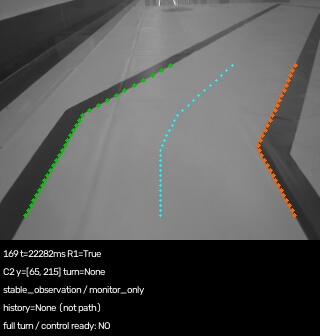 169 t=22282ms R1=True
C2 y=[65, 215] turn=None
stable_observation / monitor_only
history=None (not path)
full turn / control ready: NO